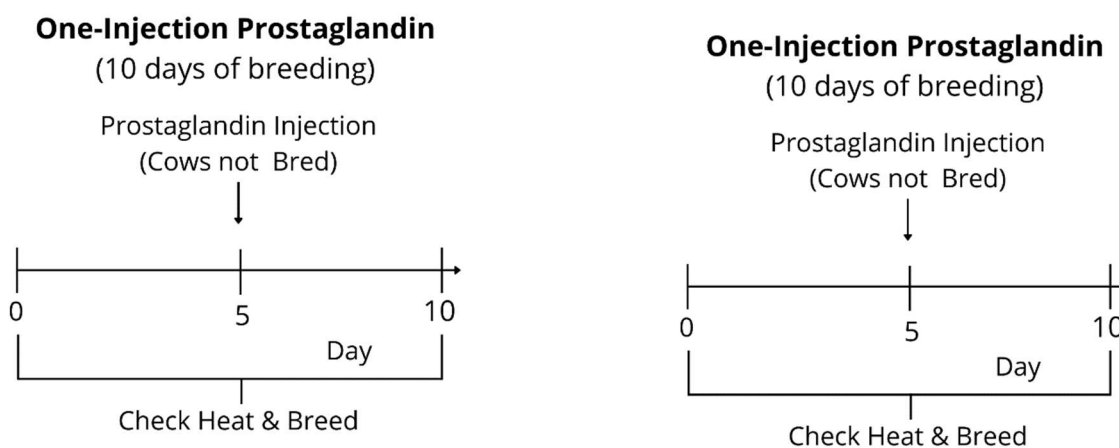 One-Injection Prostaglandin
(10 days of breeding)
Prostaglandin Injection
(Cows not Bred)
0
5
10
Day
Check Heat & Breed
One-Injection Prostaglandin
(10 days of breeding)
Prostaglandin Injection
(Cows not Bred)
0
5
10
Day
Check Heat & Breed